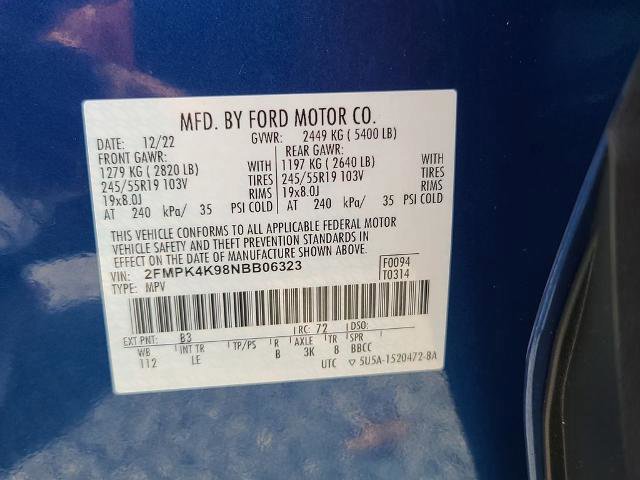 MFD. BY FORD MOTOR CO.
DATE: 12/22 GVWR: 2449 KG ( 5400 LB)
FRONT GAWR: REAR GAWR:
1279 KG ( 2820 LB) WITH 1197 KG ( 2640 LB) WITH
245/55R19 103V TIRES 245/55R19 103V TIRES
19x8.0J RIMS 19x8.0J RIMS
AT 240 kPa/ 35 PSI COLD AT 240 kPa/ 35 PSI COLD
THIS VEHICLE CONFORMS TO ALL APPLICABLE FEDERAL MOTOR
VEHICLE SAFETY AND THEFT PREVENTION STANDARDS IN
EFFECT ON THE DATE OF MANUFACTURE SHOWN ABOVE.
VIN: 2FMPK4K98NBB06323 F0094
TYPE: MPV T0314
EXT PNT: B3 RC: 72 DSO:
WB INT TR TP/PS R AXLE TR SPR
112 LE B 3K 8 BBCC
UTC 5U5A-1520472-BA